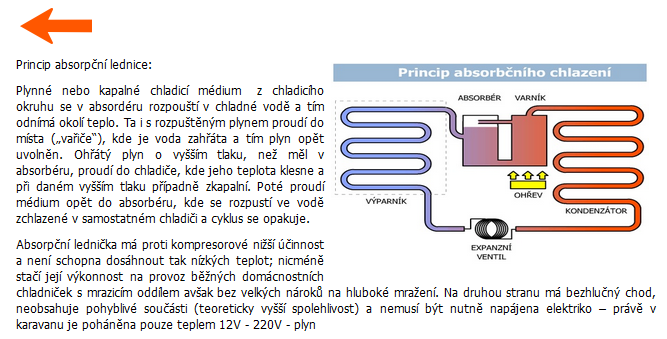 Princip absorpční lednice:
Plynné nebo kapalné chladicí médium z chladicího
okruhu se v absordéru rozpouští v chladné vodě a tím
odnímá okolí teplo. Ta i s rozpuštěným plynem proudí do
místa („vařiče“), kde je voda zahřáta a tím plyn opět
uvolněn. Ohřátý plyn o vyšším tlaku, než měl v
absorbéru, proudí do chladiče, kde jeho teplota klesne a
při daném vyšším tlaku případně zkapalní. Poté proudí
médium opět do absorbéru, kde se rozpustí ve vodě
zchlazené v samostatném chladiči a cyklus se opakuje.
Absorpční lednička má proti kompresorové nižší účinnost
a není schopna dosáhnout tak nízkých teplot; nicméně
stačí její výkonnost na provoz běžných domácnostních
chladniček s mrazicím oddílem avšak bez velkých nároků na hluboké mražení. Na druhou stranu má bezhlučný chod,
neobsahuje pohyblivé součásti (teoreticky vyšší spolehlivost) a nemusí být nutně napájena elektriko – právě v
karavanu je poháněna pouze teplem 12V - 220V - plyn
Princip absorbčního chlazení
ABSORBÉR
VARNÍK
OHŘEV
VÝPARNÍK
KONDENZÁTOR
EXPANZNÍ
VENTIL